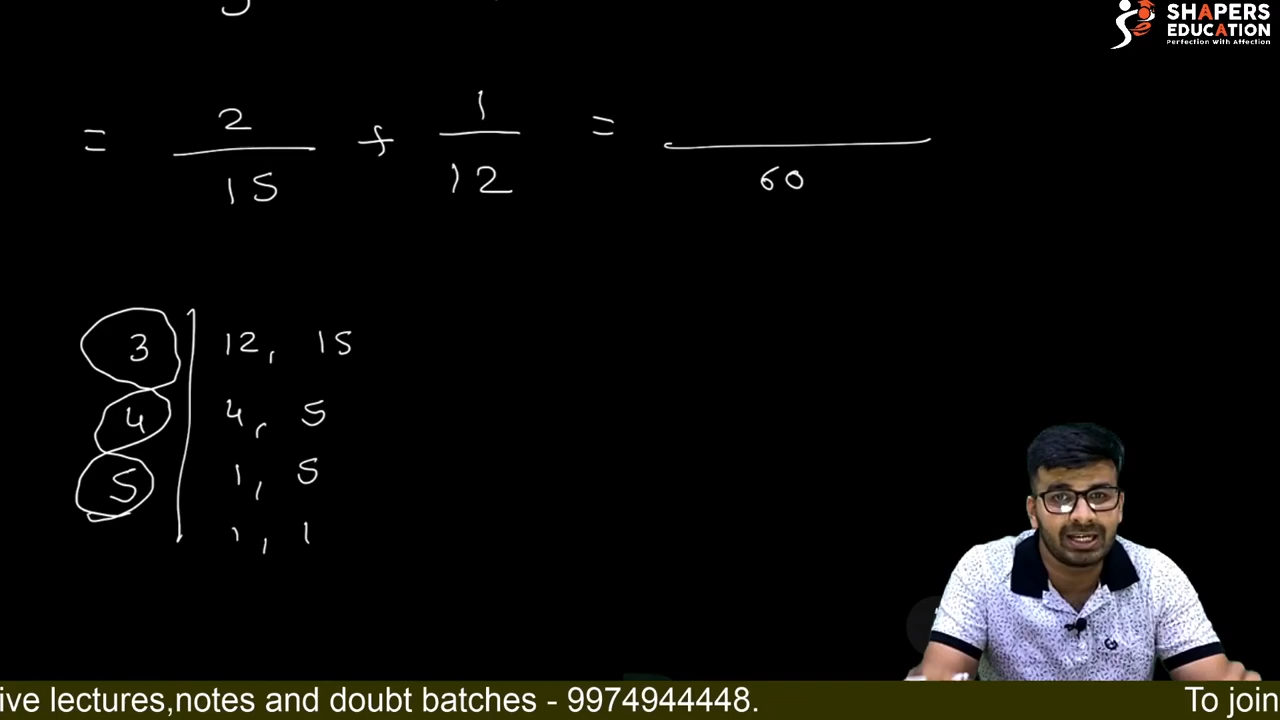 SHAPERS
EDUCATION
Perfection With Affection
= 2/15 + 1/12 = /60
3 | 12, 15
4 | 4, 5
5 | 1, 5
1, 1
ive lectures,notes and doubt batches - 9974944448.
To join